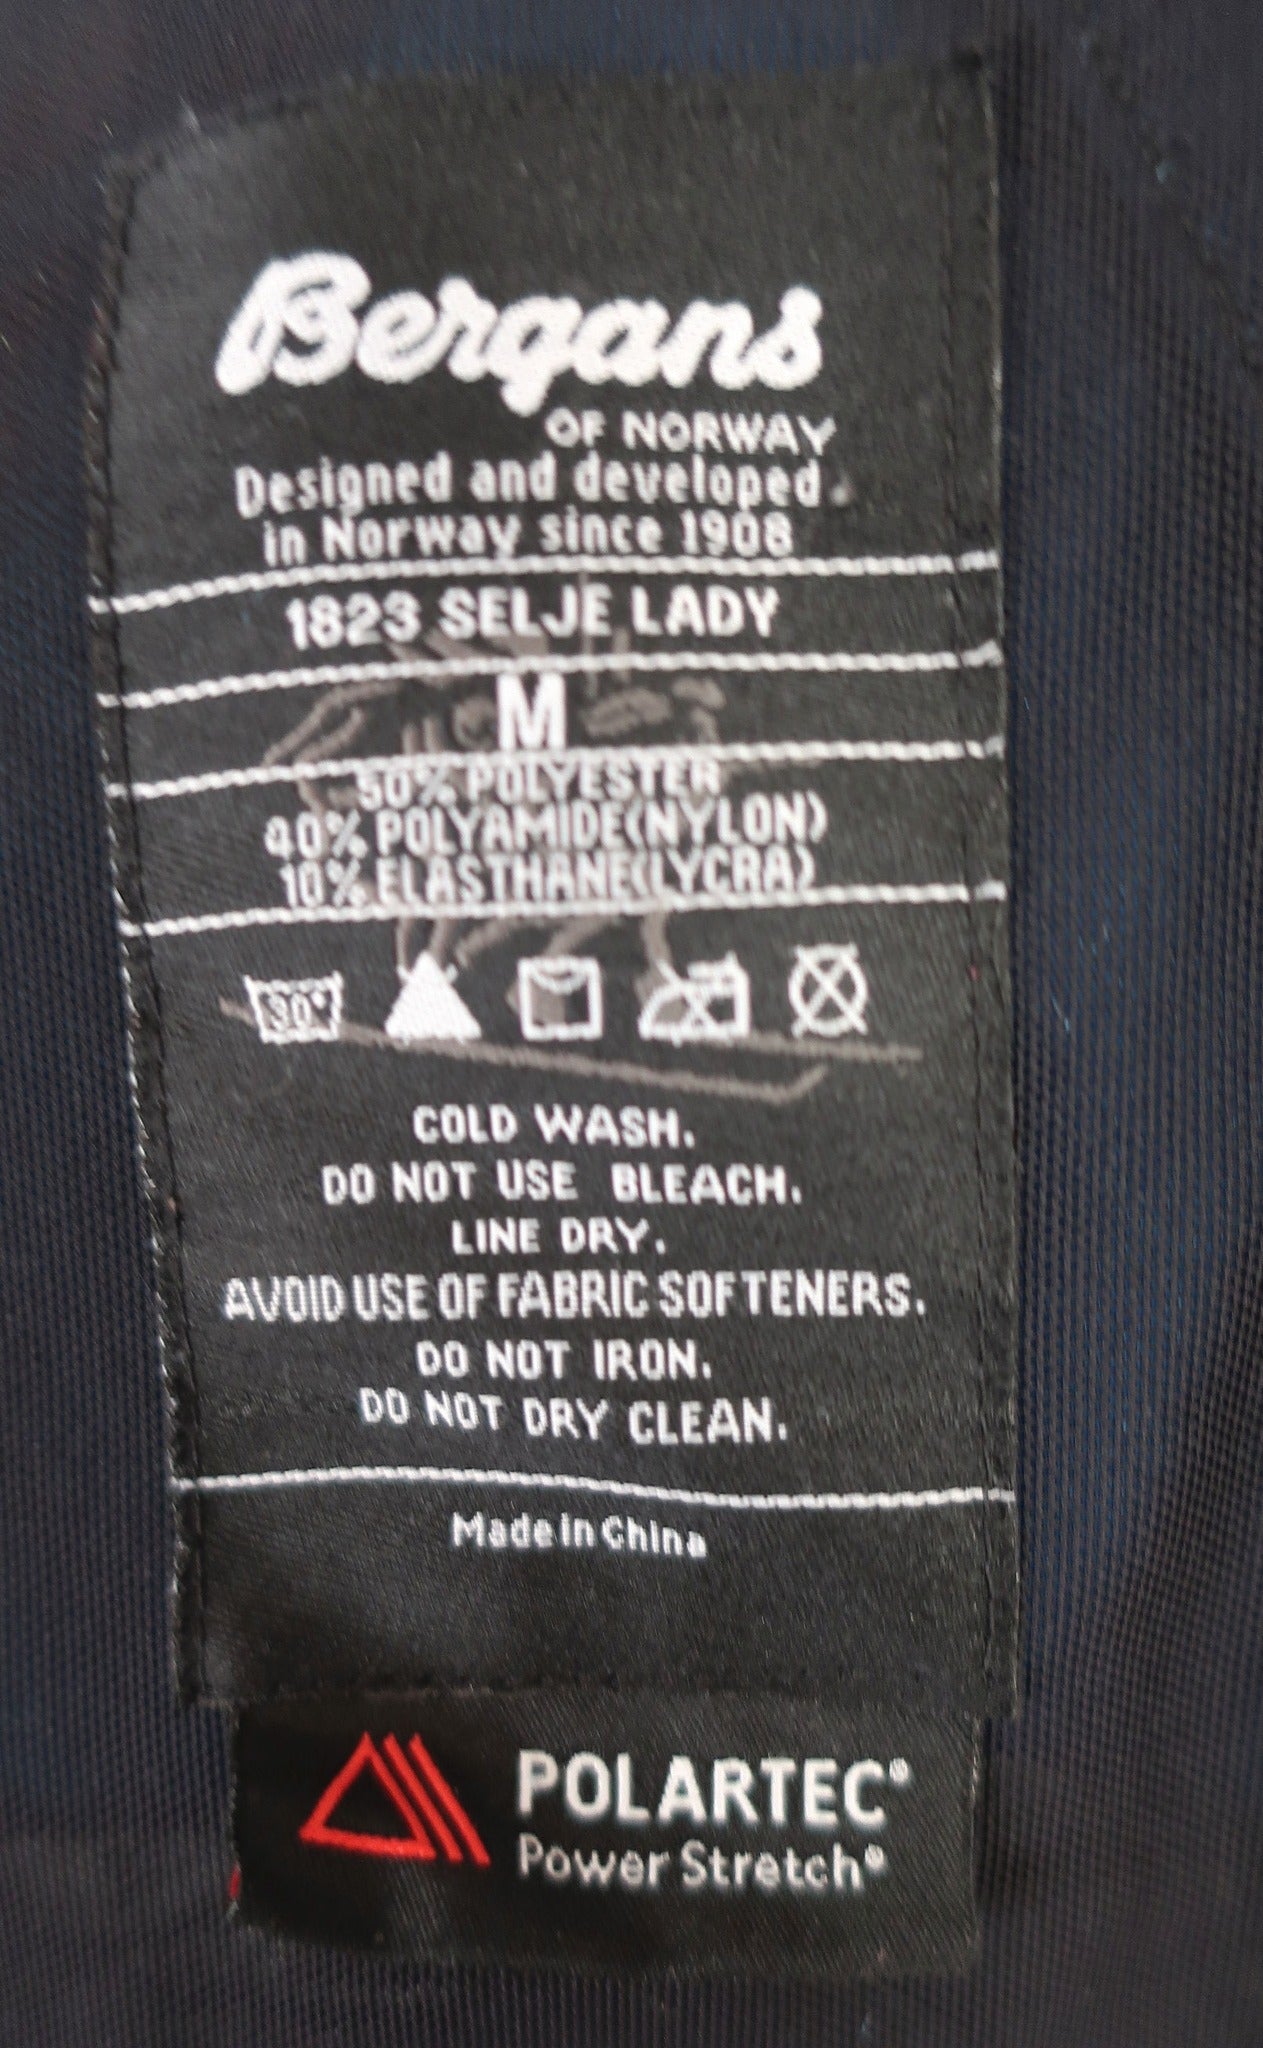 Bergans
OF NORWAY
Designed and developed
in Norway since 1908
1823 SELJE LADY
M
50% POLYESTER
40% POLYAMIDE(NYLON)
10% ELASTHANE(LYCRA)
30°
COLD WASH.
DO NOT USE BLEACH.
LINE DRY.
AVOID USE OF FABRIC SOFTENERS.
DO NOT IRON.
DO NOT DRY CLEAN.
Made in China
POLARTEC®
Power Stretch®